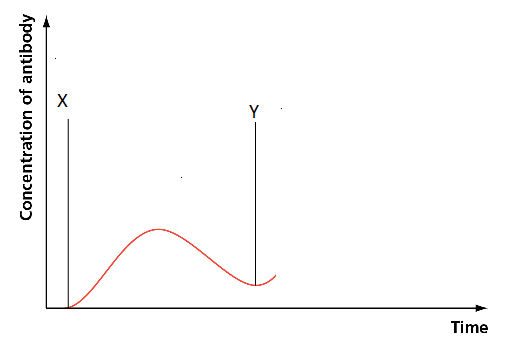 Concentration of antibody
X
Y
Time